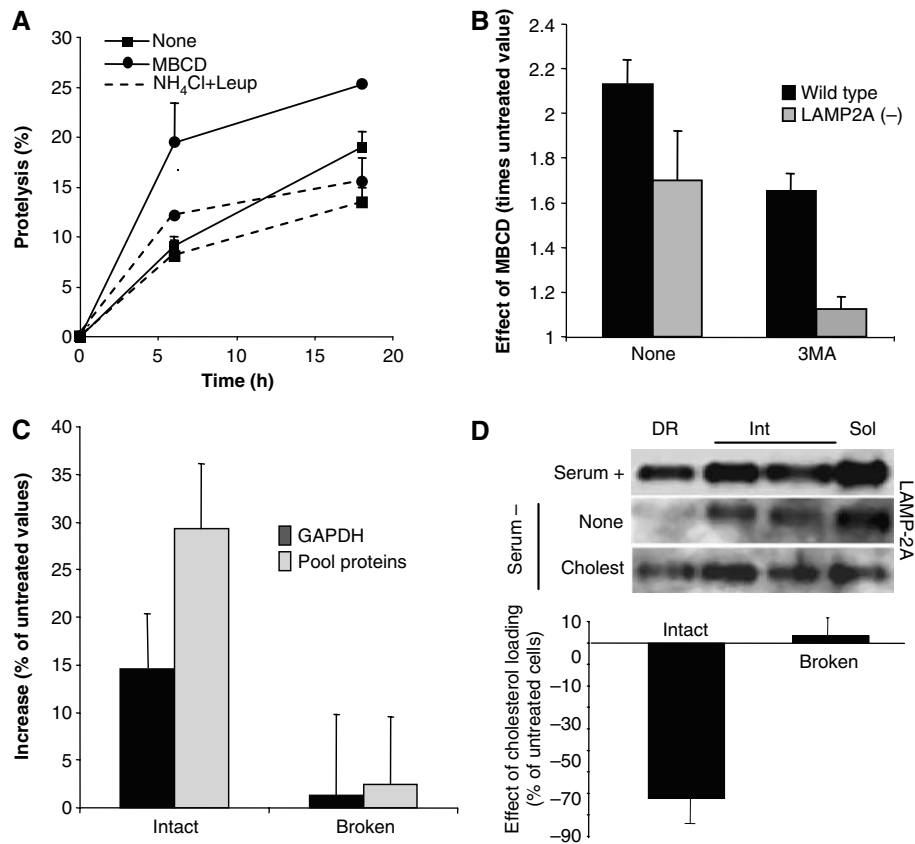 A
None
MBCD
NH4Cl+Leup
Protelysis (%)
30
25
20
15
10
5
0
0 5 10 15 20
Time (h)
B
Effect of MBCD (times untreated value)
2.4
2.2
2
1.8
1.6
1.4
1.2
1
Wild type
LAMP2A (–)
None 3MA
C
Increase (% of untreated values)
45
40
35
30
25
20
15
10
5
0
GAPDH
Pool proteins
Intact Broken
D
DR Int Sol
Serum +
Serum –
None
Cholest
LAMP-2A
Effect of cholesterol loading
(% of untreated cells)
10
0
–10
–30
–50
–70
–90
Intact
Broken